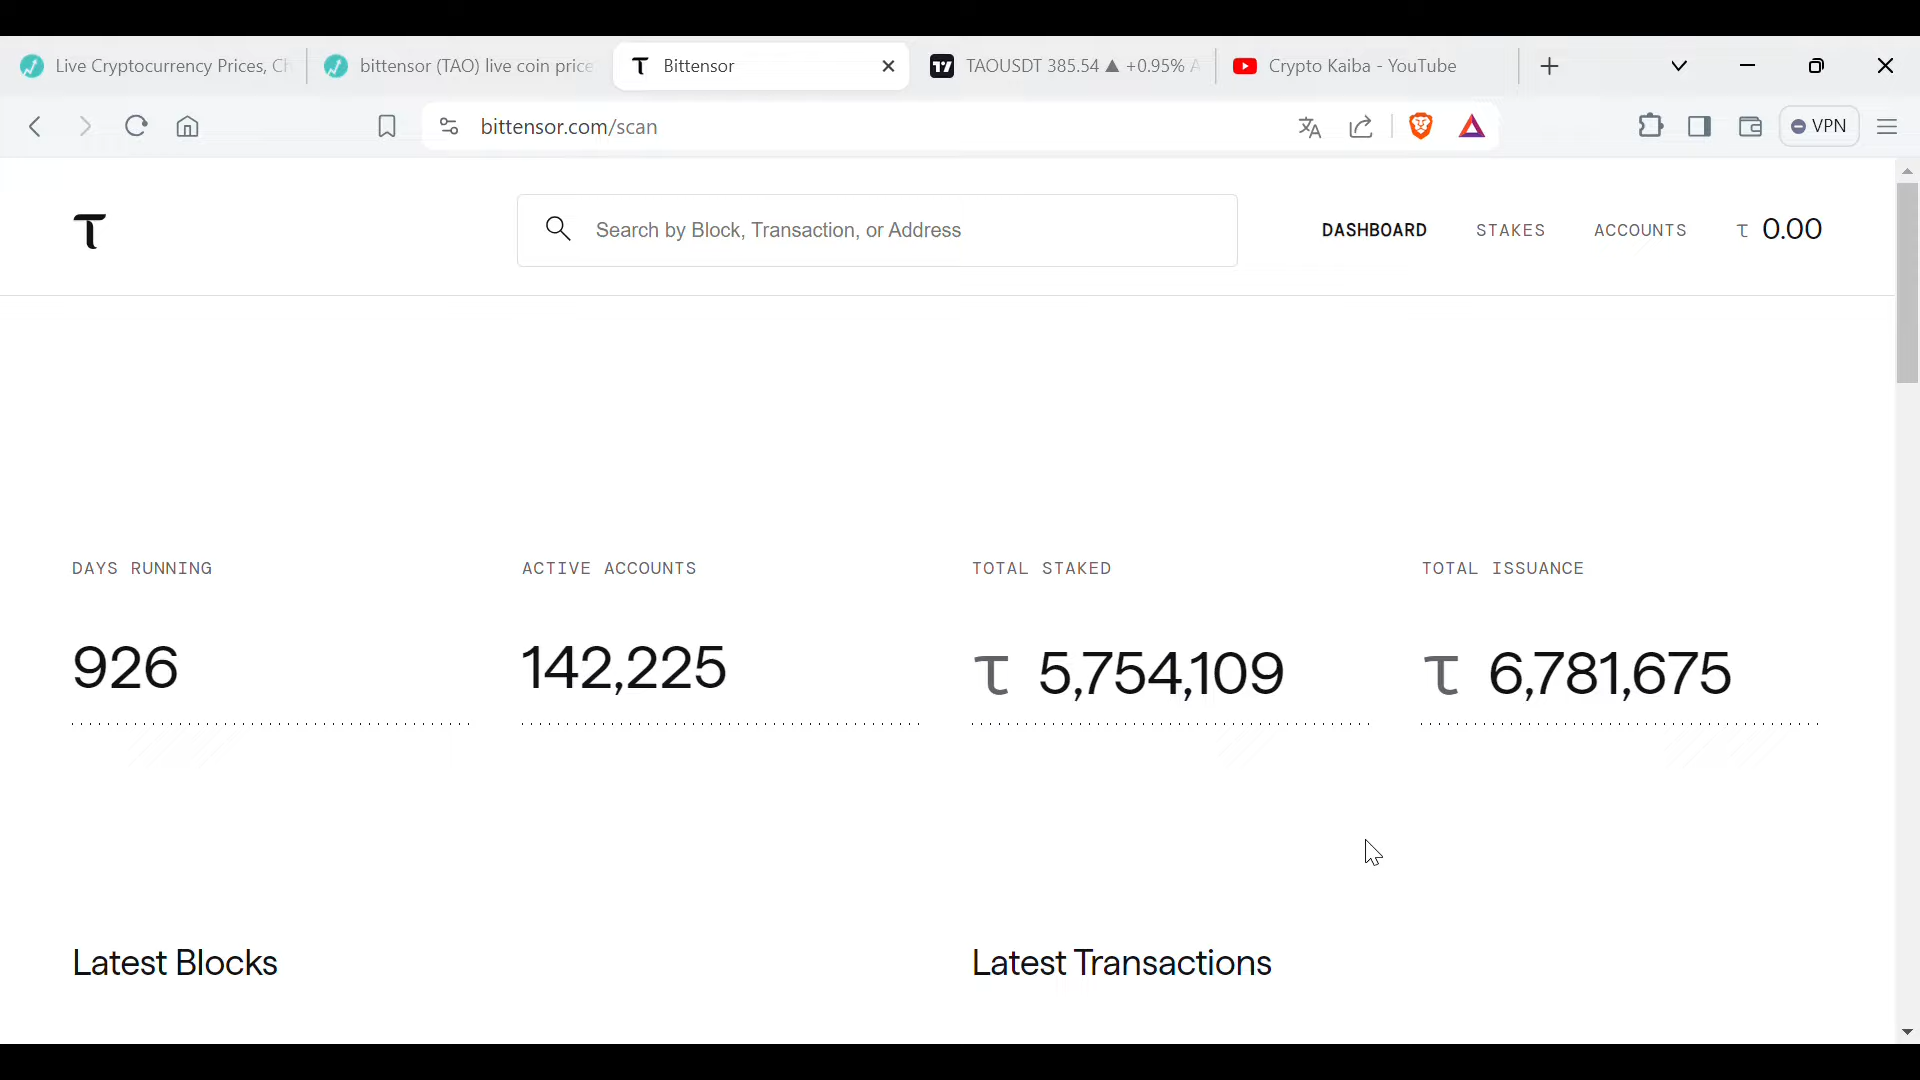 Live Cryptocurrency Prices, Ch
bittensor (TAO) live coin price
Bittensor
TAOUSDT 385.54 ▲ +0.95% A
Crypto Kaiba - YouTube
bittensor.com/scan
VPN
Search by Block, Transaction, or Address
DASHBOARD
STAKES
ACCOUNTS
τ 0.00
DAYS RUNNING
ACTIVE ACCOUNTS
TOTAL STAKED
TOTAL ISSUANCE
926
142,225
τ 5,754,109
τ 6,781,675
Latest Blocks
Latest Transactions